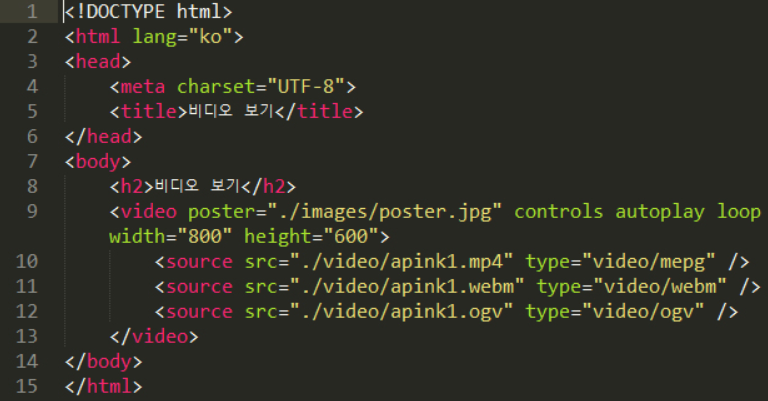 1 <!DOCTYPE html>
2 <html lang="ko">
3 <head>
4 <meta charset="UTF-8">
5 <title>비디오 보기</title>
6 </head>
7 <body>
8 <h2>비디오 보기</h2>
9 <video poster="./images/poster.jpg" controls autoplay loop
width="800" height="600">
10 <source src="./video/apink1.mp4" type="video/mepg" />
11 <source src="./video/apink1.webm" type="video/webm" />
12 <source src="./video/apink1.ogv" type="video/ogv" />
13 </video>
14 </body>
15 </html>